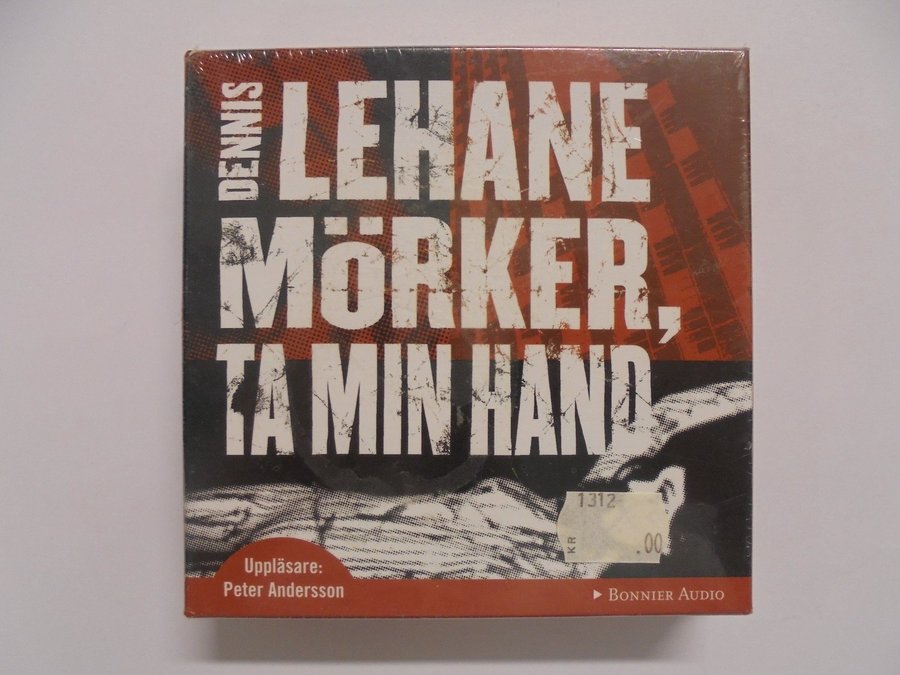 DENNIS
LEHANE
MöRKER,
TA MIN HAND
1312
KR .00
Uppläsare:
Peter Andersson
BONNIER AUDIO